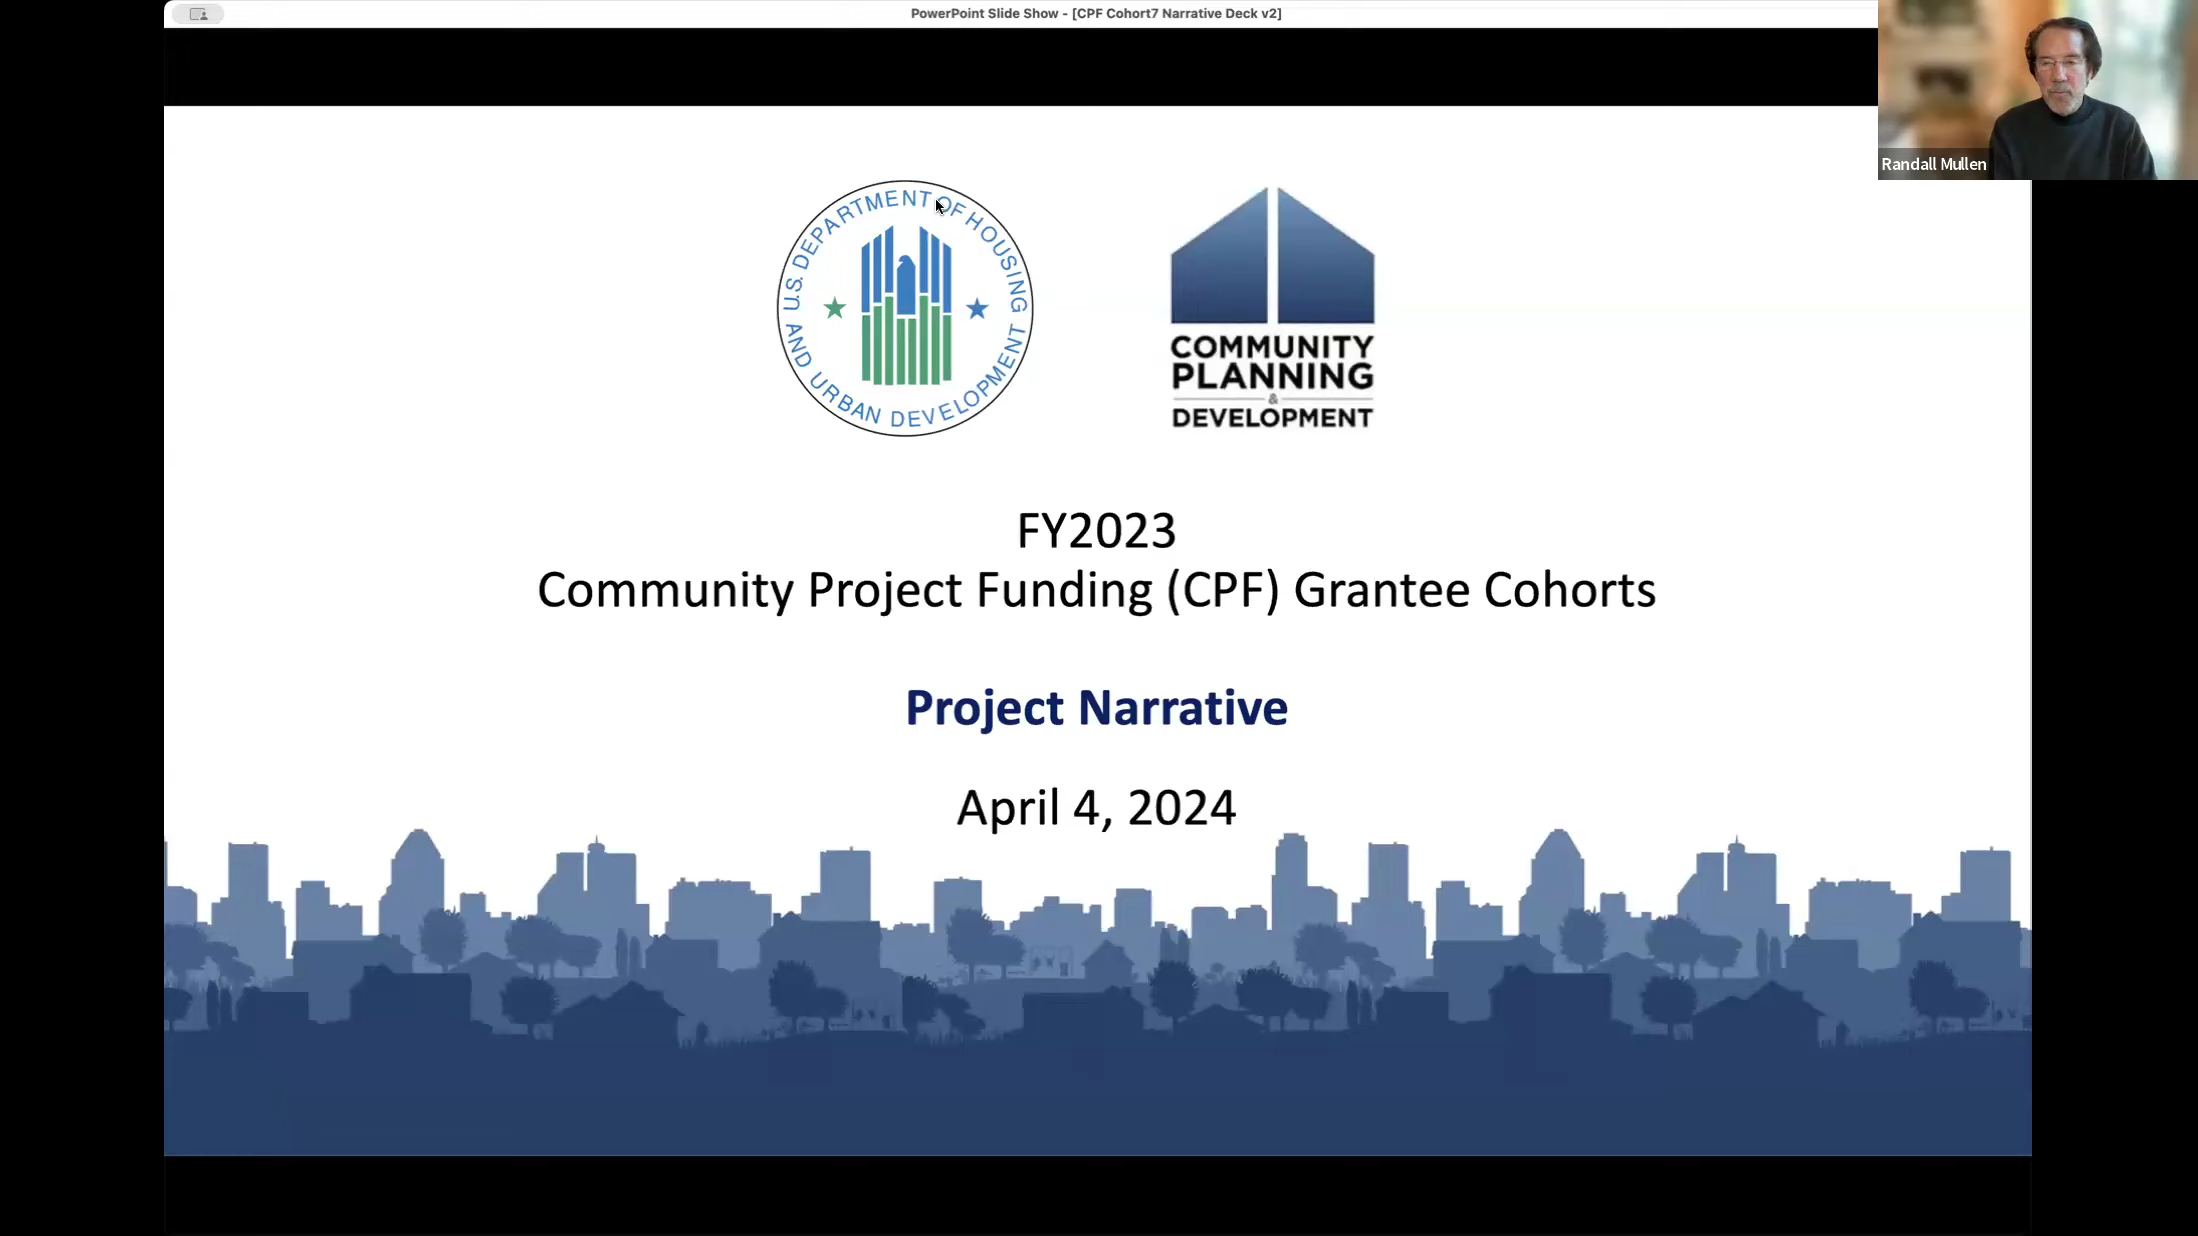 PowerPoint Slide Show - [CPF Cohort7 Narrative Deck v2]
Randall Mullen
U.S. DEPARTMENT OF HOUSING
AND URBAN DEVELOPMENT
COMMUNITY
PLANNING
&
DEVELOPMENT
FY2023
Community Project Funding (CPF) Grantee Cohorts
Project Narrative
April 4, 2024